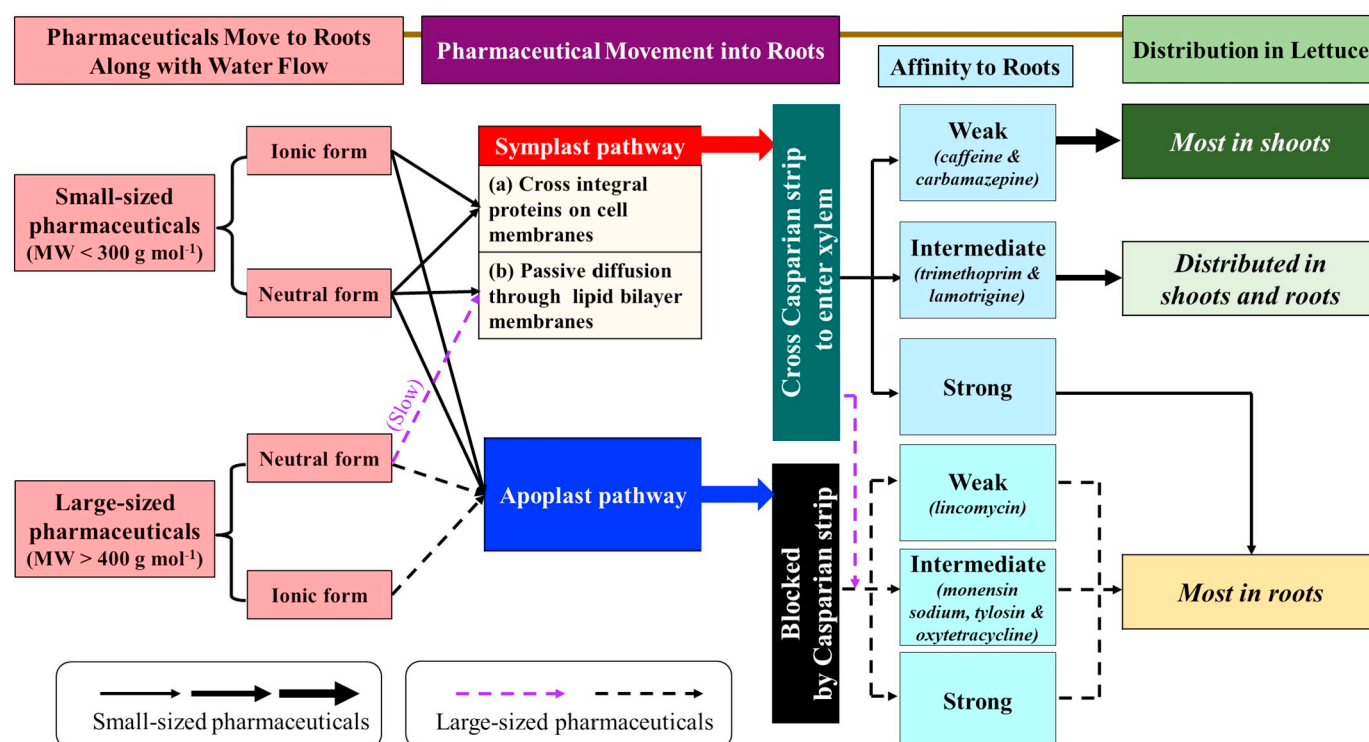 Pharmaceuticals Move to Roots
Along with Water Flow
Pharmaceutical Movement into Roots
Affinity to Roots
Distribution in Lettuce
Small-sized
pharmaceuticals
(MW < 300 g mol⁻¹)
Ionic form
Neutral form
Large-sized
pharmaceuticals
(MW > 400 g mol⁻¹)
Neutral form
Ionic form
(Slow)
Symplast pathway
(a) Cross integral
proteins on cell
membranes
(b) Passive diffusion
through lipid bilayer
membranes
Apoplast pathway
Cross Casparian strip
to enter xylem
Blocked
by Casparian strip
Weak
(caffeine &
carbamazepine)
Intermediate
(trimethoprim &
lamotrigine)
Strong
Weak
(lincomycin)
Intermediate
(monensin
sodium, tylosin &
oxytetracycline)
Strong
Most in shoots
Distributed in
shoots and roots
Most in roots
Small-sized pharmaceuticals
Large-sized pharmaceuticals